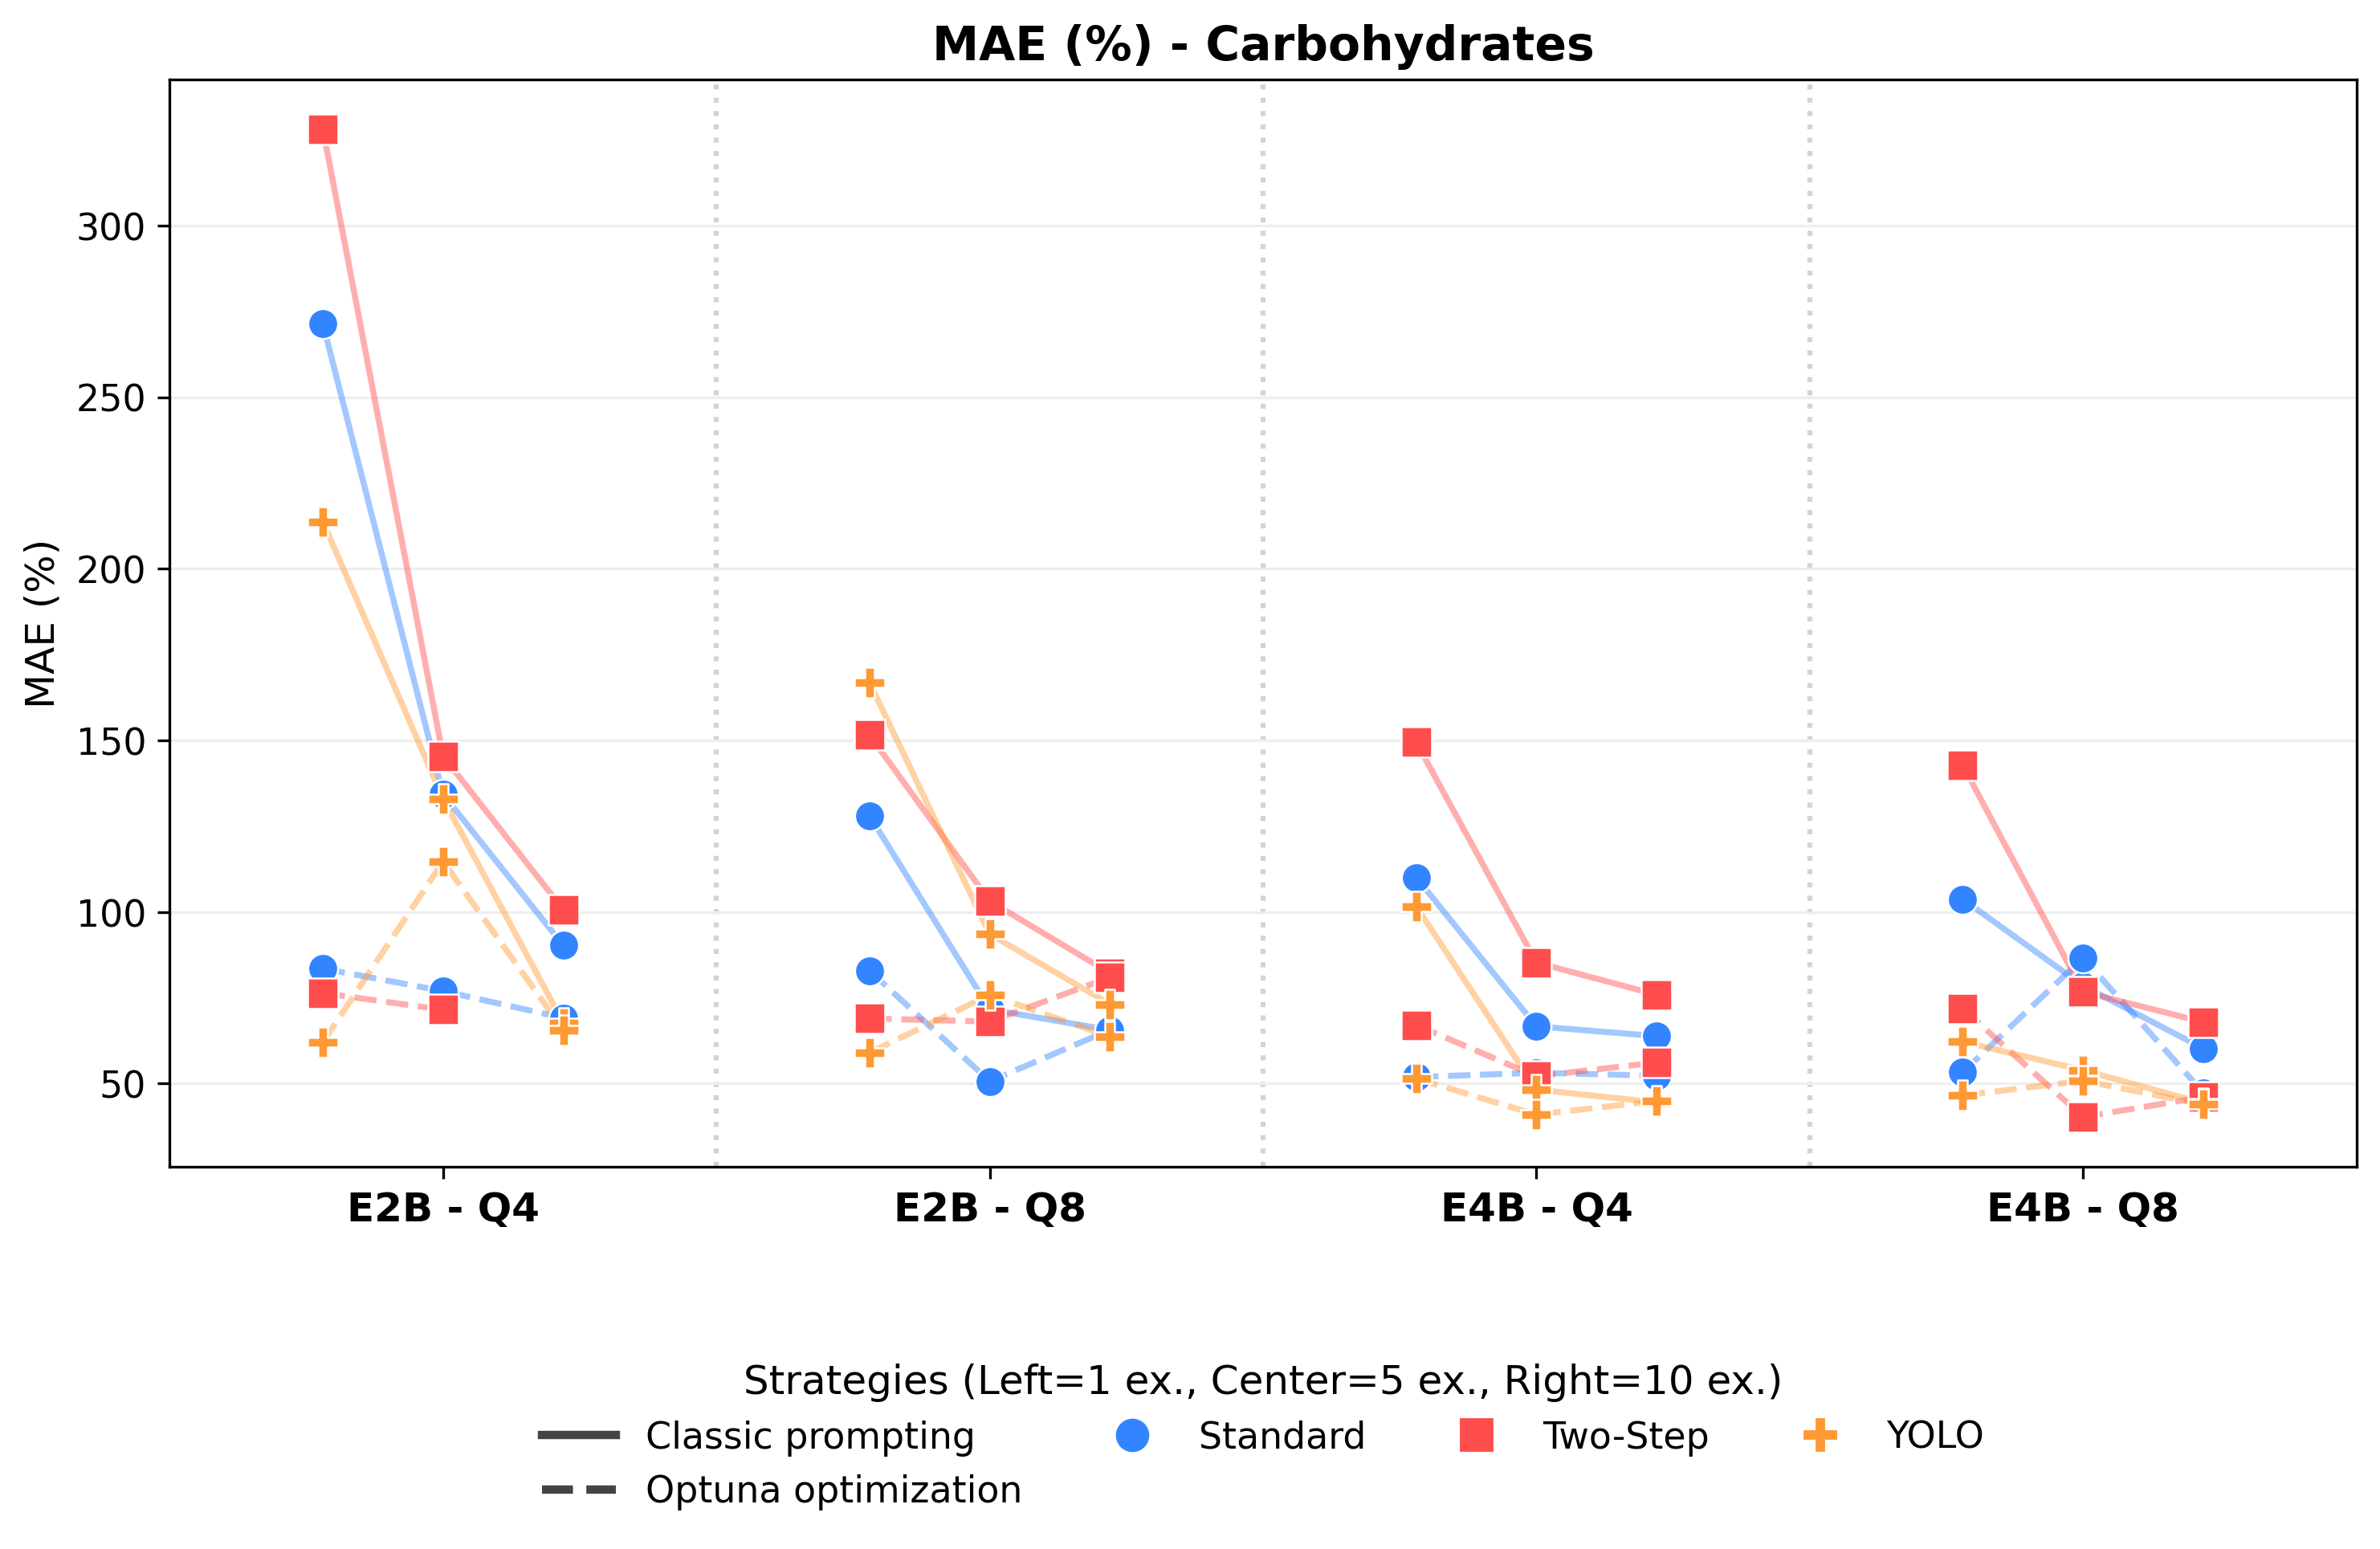 MAE (%) - Carbohydrates
MAE (%)
300
250
200
150
100
50
E2B - Q4
E2B - Q8
E4B - Q4
E4B - Q8
Strategies (Left=1 ex., Center=5 ex., Right=10 ex.)
Classic prompting
Optuna optimization
Standard
Two-Step
YOLO